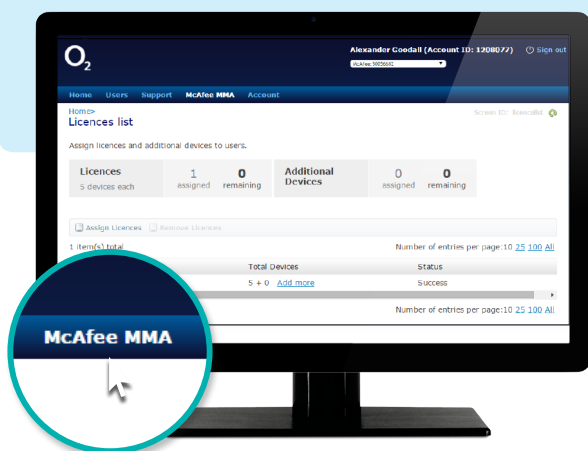 O2
Alexander Goodall (Account ID: 1208077) Sign out
McAfee:50056681
Home Users Support McAfee MMA Account
Home>
Licences list
Screen ID: licencelist
Assign licences and additional devices to users.
Licences 1 0 Additional 0 0
5 devices each assigned remaining Devices assigned remaining
Assign Licences Remove Licences
1 item(s) total Number of entries per page:10 25 100 All
Total Devices Status
5 + 0 Add more Success
Number of entries per page:10 25 100 All
McAfee MMA